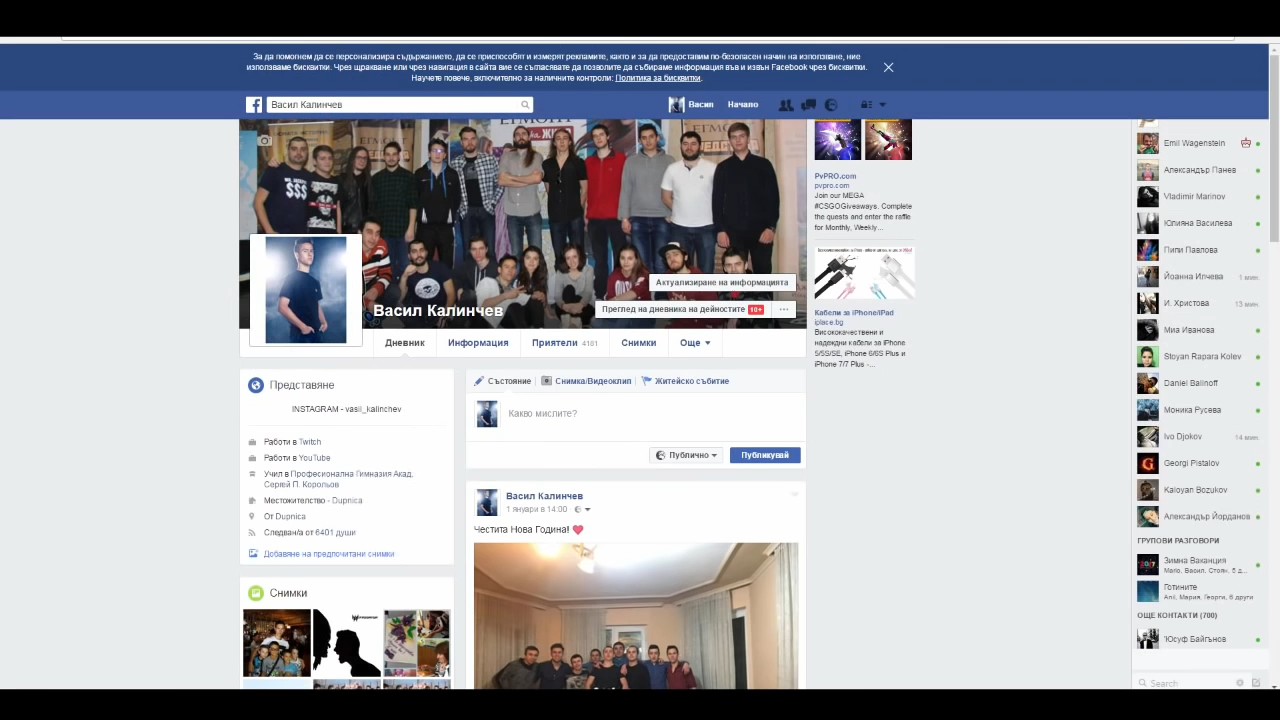 За да помогнем да се персонализира съдържанието, да се приспособят и измерят рекламите, както и за да предоставим по-безопасен начин на използване, ние
използваме бисквитки. Чрез щракване или чрез навигация в сайта вие се съгласявате да позволите да събираме информация във и извън Facebook чрез бисквитки.
Научете повече, включително за наличните контроли: Политика за бисквитки.
Васил Калинчев
Васил
Начало
Васил Калинчев
Актуализиране на информацията
Преглед на дневника на дейностите 10+
Дневник
Информация
Приятели 4181
Снимки
Още
Представяне
INSTAGRAM - vasil_kalinchev
Работи в Twitch
Работи в YouTube
Учил в Професионална Гимназия Акад.
Сергей П. Корольов
Местожителство - Dupnica
От Dupnica
Следван/а от 6401 души
Добавяне на предпочитани снимки
Снимки
Състояние
Снимка/Видеоклип
Житейско събитие
Какво мислите?
Публично
Публикувай
Васил Калинчев
1 януари в 14:00
Честита Нова Година!
PvPRO.com
pvpro.com
Join our MEGA
#CSGOGiveaways. Complete
the quests and enter the raffle
for Monthly, Weekly...
Кабели за iPhone/iPad
iplace.bg
Висококачествени и
надеждни кабели за iPhone
5/5S/SE, iPhone 6/6S Plus и
iPhone 7/7 Plus -...
Emil Wagenstein
Александър Панев
Vladimir Marinov
Юлияна Василева
Пипи Павлова
Йоанна Илчева 1 мин.
И. Христова 13 мин.
Миа Иванова
Stoyan Rapara Kolev
Daniel Balinoff
Моника Русева
Ivo Djokov 14 мин.
Georgi Pistalov
Kaloyan Bozukov
Александър Йорданов
ГРУПОВИ РАЗГОВОРИ
Зимна Ваканция
Mario, Васил, Стоян, 5 д...
Готините
Anil, Мария, Георги, 6 други
ОЩЕ КОНТАКТИ (700)
Юсуф Байгънов
Search